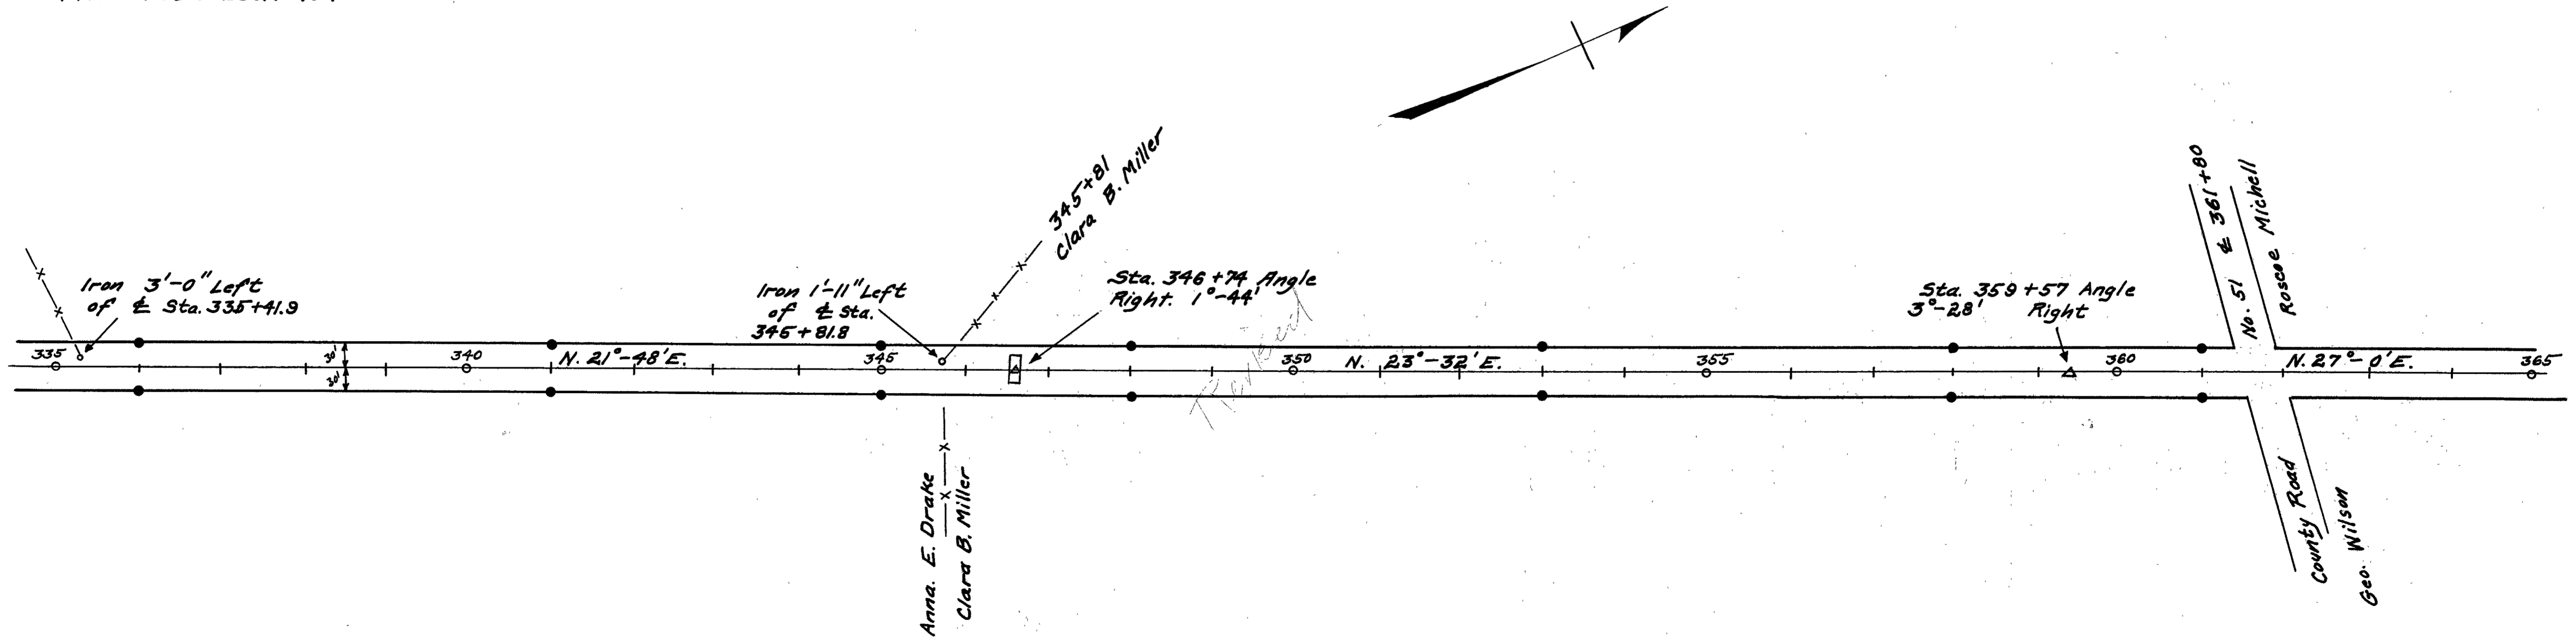 345+81
Clara B. Miller
No. 51 ℄ 361+80
Roscoe Michell
Iron 3'-0" Left
of ℄ Sta. 335+41.9
Iron 1'-11" Left
of ℄ Sta.
345+81.8
Sta. 346+74 Angle
Right. 1°-44'
Sta. 359+57 Angle
3°-28' Right
335
30'
30'
340
N. 21°-48' E.
345
350
N. 23°-32' E.
355
360
N. 27°-0' E.
365
Revised
Anna. E. Drake
Clara B. Miller
County Road
Geo. Wilson